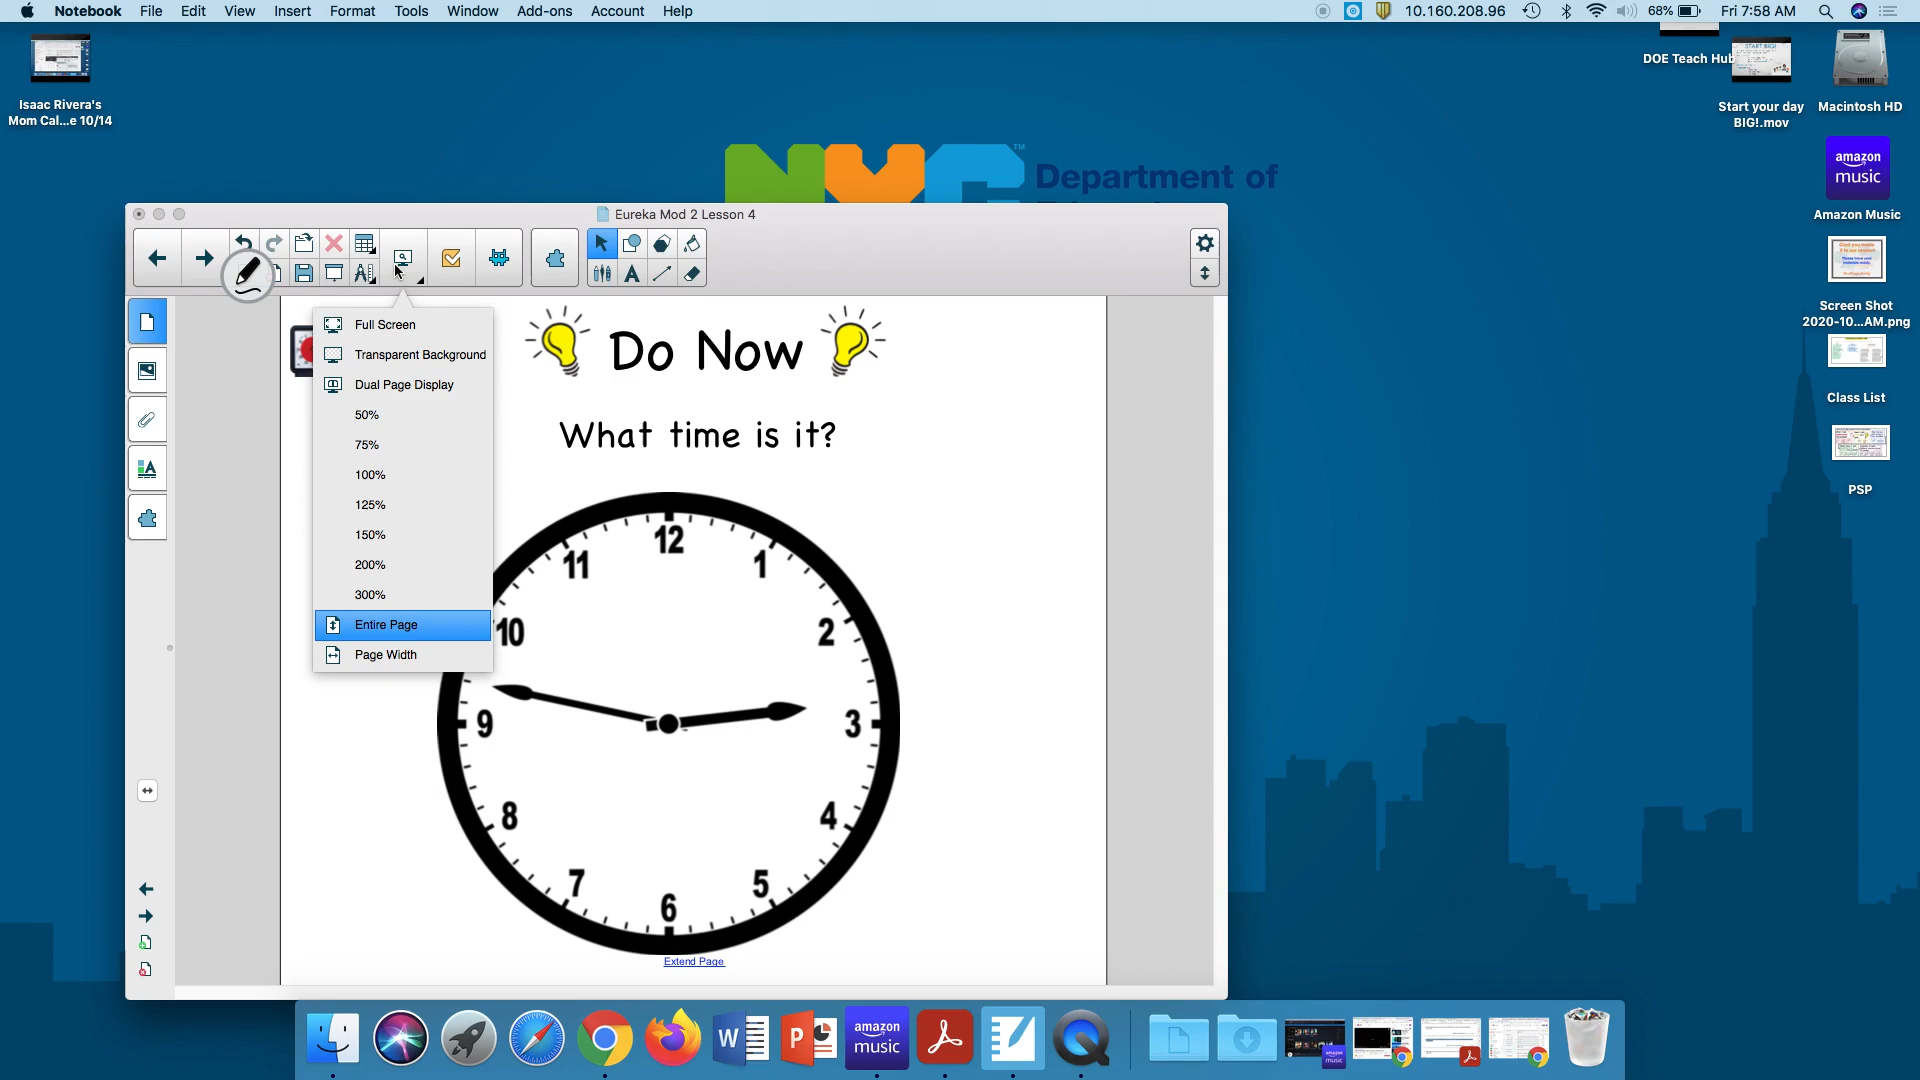 Notebook File Edit View Insert Format Tools Window Add-ons Account Help 10.160.208.96 68% Fri 7:58 AM
Isaac Rivera's
Mom Cal...e 10/14
DOE Teach Hub
START BIG!
Start your day
BIG!.mov
Macintosh HD
amazon
music
Amazon Music
Screen Shot
2020-10...AM.png
Class List
PSP
NYC™
Department of
Eureka Mod 2 Lesson 4
A
A
Full Screen
Transparent Background
Dual Page Display
50%
75%
100%
125%
150%
200%
300%
Entire Page
Page Width
Do Now
What time is it?
12
11 1
10 2
9 3
8 4
7 5
6
Extend Page
W P amazon
music
amazon
music